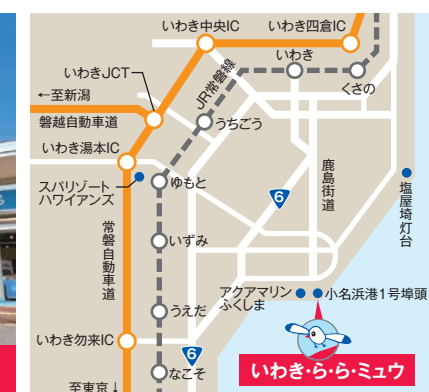 いわき中央IC
いわき四倉IC
いわきJCT
JR常磐線
いわき
くさの
←至新潟
磐越自動車道
うちごう
いわき湯本IC
スパリゾート
ハワイアンズ
ゆもと
鹿島街道
塩屋埼灯台
6
常磐自動車道
いずみ
アクアマリン
ふくしま
小名浜港1号埠頭
うえだ
いわき勿来IC
6
いわき・ら・ら・ミュウ
なこそ
至東京↓